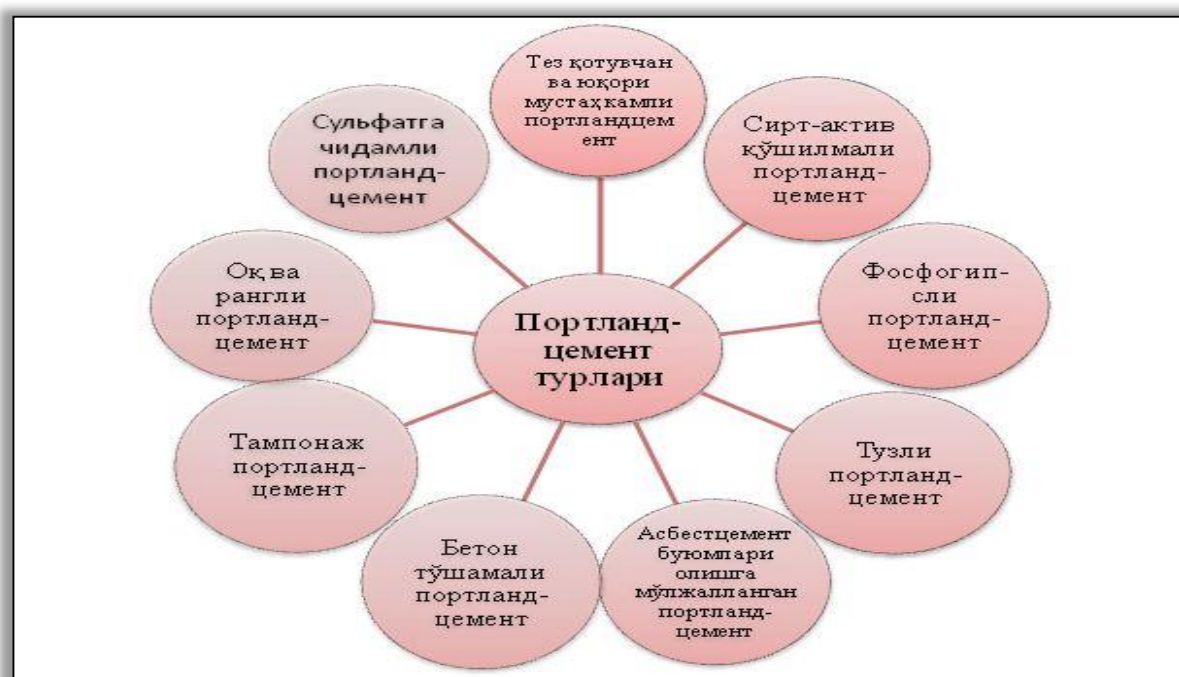 Тез қотувчан
ва юқори
мустаҳкамли
портландцем
ент
Сирт-актив
қўшилмали
портланд-
цемент
Фосфогип-
сли
портланд-
цемент
Тузли
портланд-
цемент
Асбестцемент
буюмлари
олишга
мўлжалланган
портланд-
цемент
Бетон
тўшамали
портланд-
цемент
Тампонаж
портланд-
цемент
Оқ ва
рангли
портланд-
цемент
Сульфатга
чидамли
портланд-
цемент
Портланд-
цемент
турлари